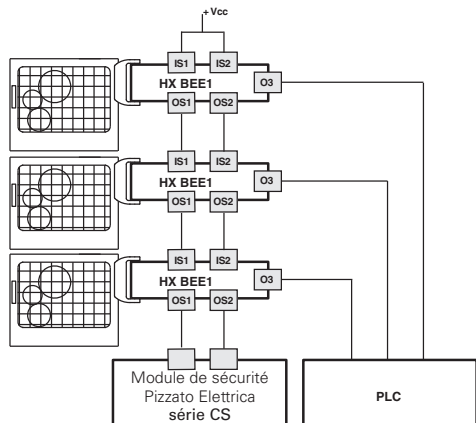 + Vcc
IS1 IS2
HX BEE1 O3
OS1 OS2
IS1 IS2
HX BEE1 O3
OS1 OS2
IS1 IS2
HX BEE1 O3
OS1 OS2
Module de sécurité
Pizzato Elettrica
série CS
PLC